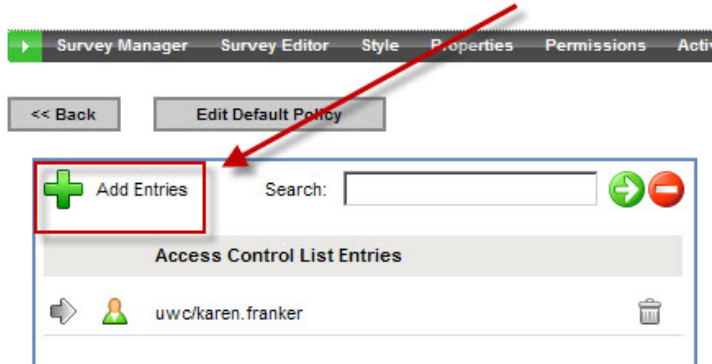 Survey Manager Survey Editor Style Properties Permissions Activ
<< Back Edit Default Policy
Add Entries Search:
Access Control List Entries
uwc/karen.franker